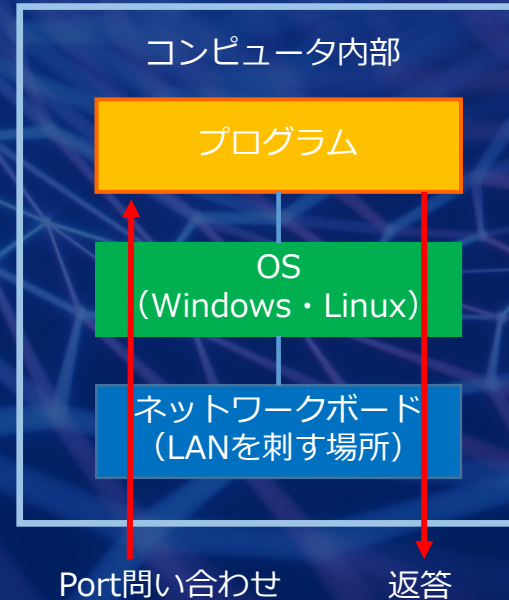 コンピュータ内部
プログラム
OS
（Windows・Linux）
ネットワークボード
（LANを刺す場所）
Port問い合わせ
返答